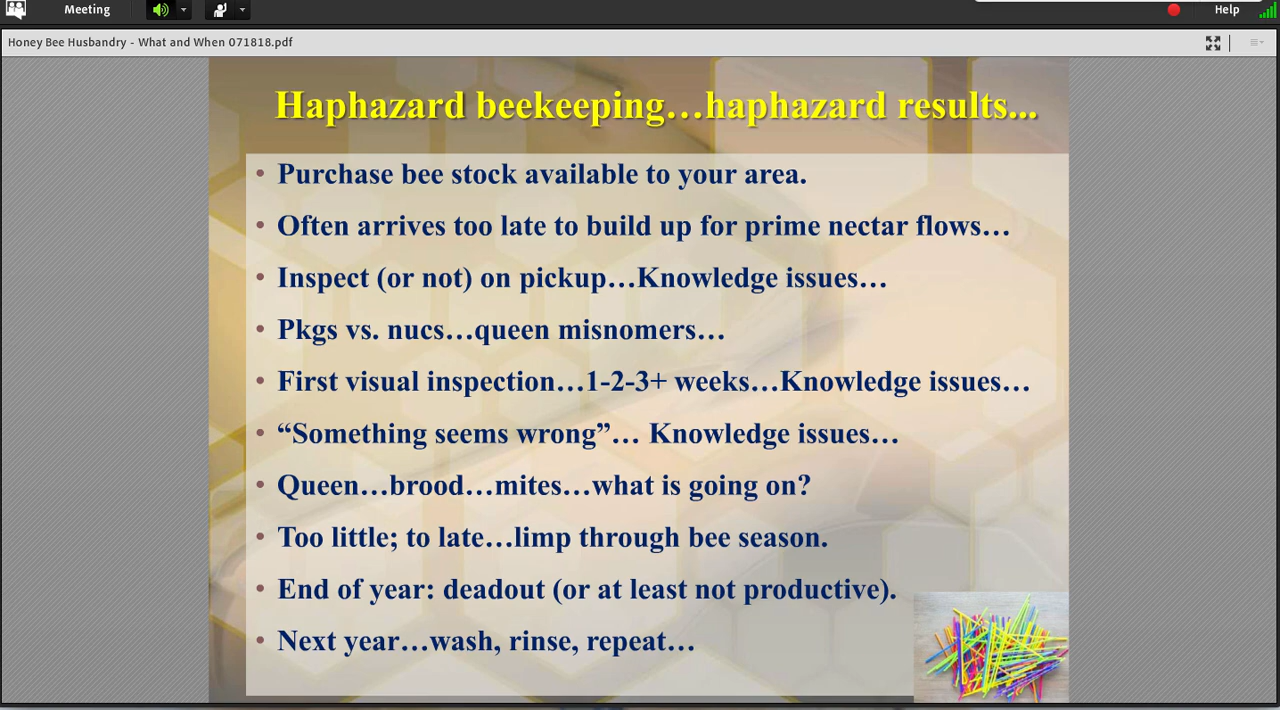 Meeting
Help
Honey Bee Husbandry - What and When 071818.pdf
Haphazard beekeeping…haphazard results...
• Purchase bee stock available to your area.
• Often arrives too late to build up for prime nectar flows…
• Inspect (or not) on pickup…Knowledge issues…
• Pkgs vs. nucs…queen misnomers…
• First visual inspection…1-2-3+ weeks…Knowledge issues…
• “Something seems wrong”… Knowledge issues…
• Queen…brood…mites…what is going on?
• Too little; to late…limp through bee season.
• End of year: deadout (or at least not productive).
• Next year…wash, rinse, repeat…